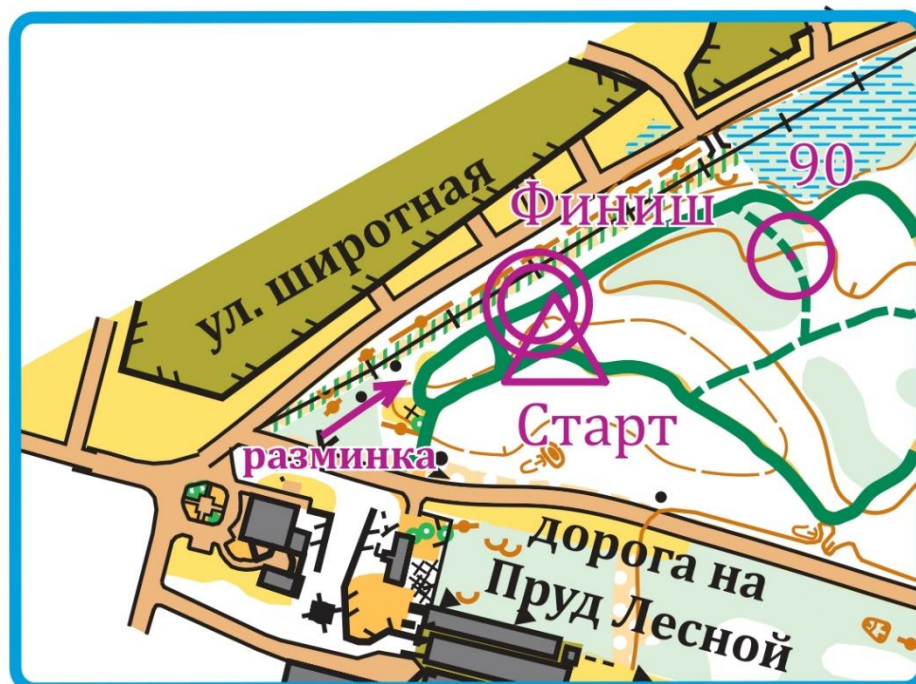 90
Финиш
ул. широтная
Старт
разминка
дорога на
Пруд Лесной